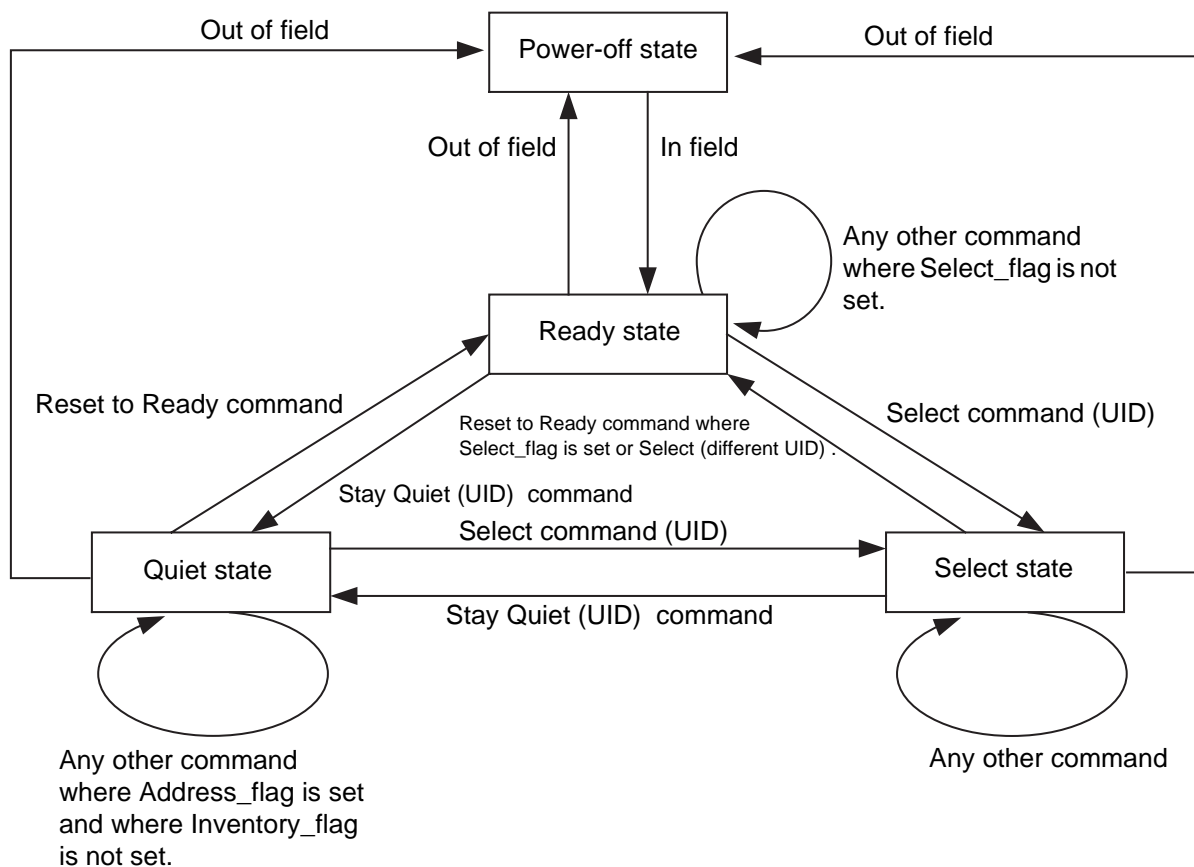 Out of field
Power-off state
Out of field
Out of field
In field
Any other command
where Select_flag is not
set.
Ready state
Reset to Ready command
Select command (UID)
Reset to Ready command where
Select_flag is set or Select (different UID) .
Stay Quiet (UID) command
Select command (UID)
Quiet state
Select state
Stay Quiet (UID) command
Any other command
where Address_flag is set
and where Inventory_flag
is not set.
Any other command